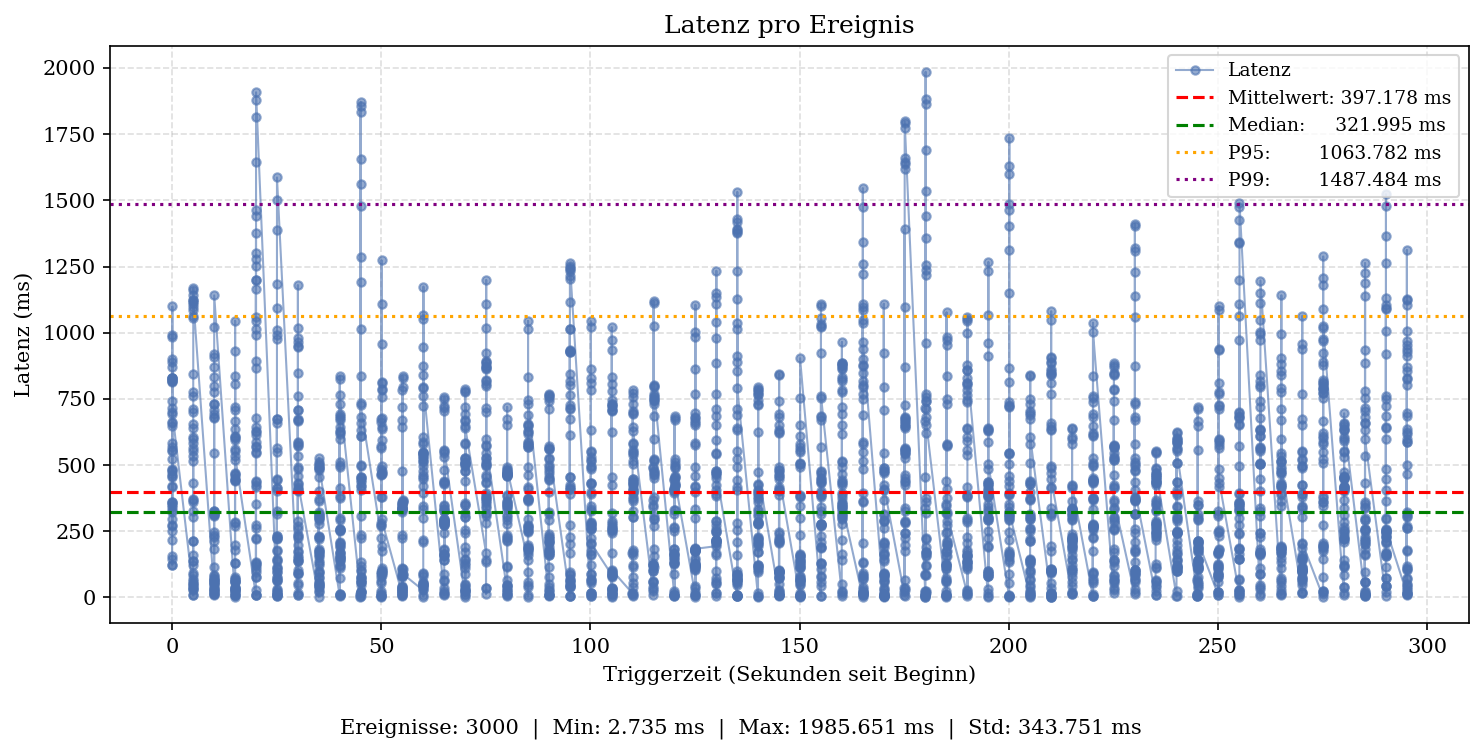 Latenz pro Ereignis
Latenz (ms)
2000
1750
1500
1250
1000
750
500
250
0
Latenz
Mittelwert: 397.178 ms
Median: 321.995 ms
P95: 1063.782 ms
P99: 1487.484 ms
0 50 100 150 200 250 300
Triggerzeit (Sekunden seit Beginn)
Ereignisse: 3000 | Min: 2.735 ms | Max: 1985.651 ms | Std: 343.751 ms